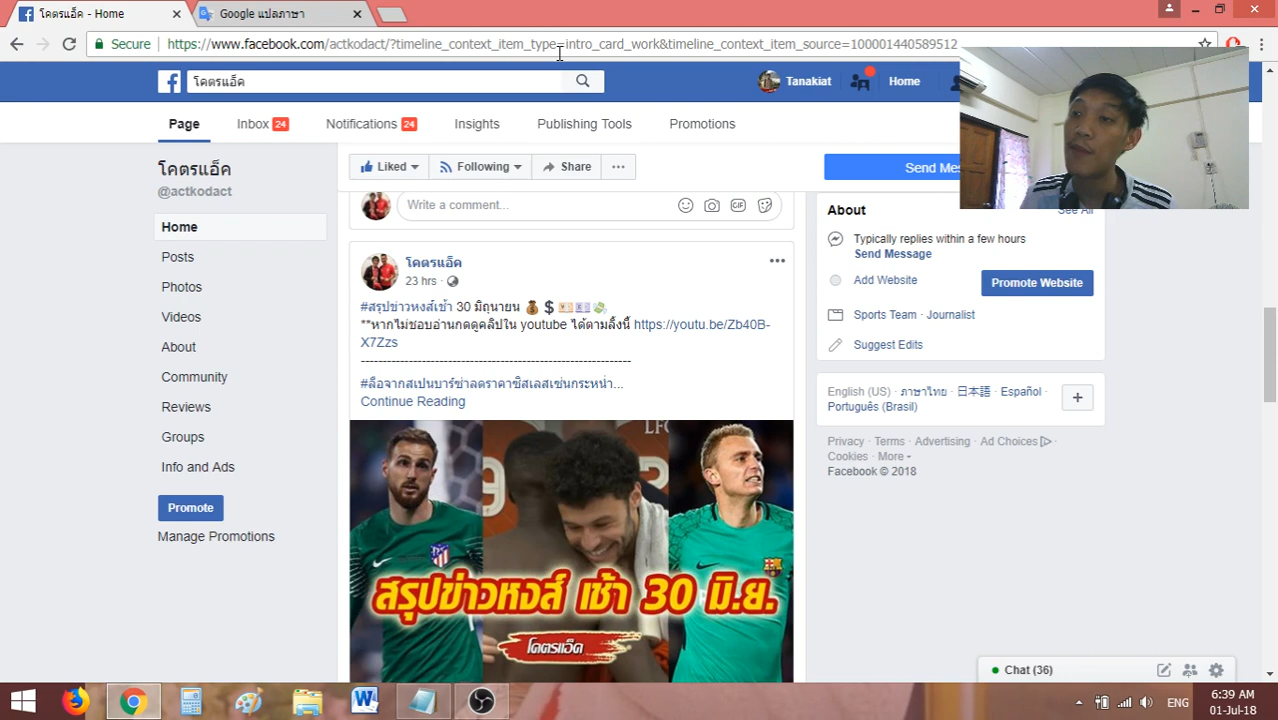 โคตรแอ็ค - Home
Google แปลภาษา
Secure
https://www.facebook.com/actkodact/?timeline_context_item_type=intro_card_work&timeline_context_item_source=100001440589512
โคตรแอ็ค
Tanakiat
Home
Page
Inbox 24
Notifications 24
Insights
Publishing Tools
Promotions
โคตรแอ็ค
@actkodact
Liked
Following
Share
Send Mes
Home
Posts
Photos
Videos
About
Community
Reviews
Groups
Info and Ads
Promote
Manage Promotions
Write a comment...
GIF
โคตรแอ็ค
23 hrs ·
#สรุปข่าวหงส์เช้า 30 มิถุนายน
**หากไม่ชอบอ่านกดดูคลิปใน youtube ได้ตามลิ้งนี้ https://youtu.be/Zb40B-
X7Zzs
#ล็อจากสเปนบาร์ซ่าลดราคาซิสเลสเซ่นกระหน่ำ...
Continue Reading
LFC
9
สรุปข่าวหงส์ เช้า 30 มิ.ย.
โคตรแอ็ค
About
See All
Typically replies within a few hours
Send Message
Add Website
Promote Website
Sports Team · Journalist
Suggest Edits
English (US) · ภาษาไทย · 日本語 · Español ·
Português (Brasil)
Privacy · Terms · Advertising · Ad Choices ·
Cookies · More
Facebook © 2018
Chat (36)
ENG
6:39 AM
01-Jul-18